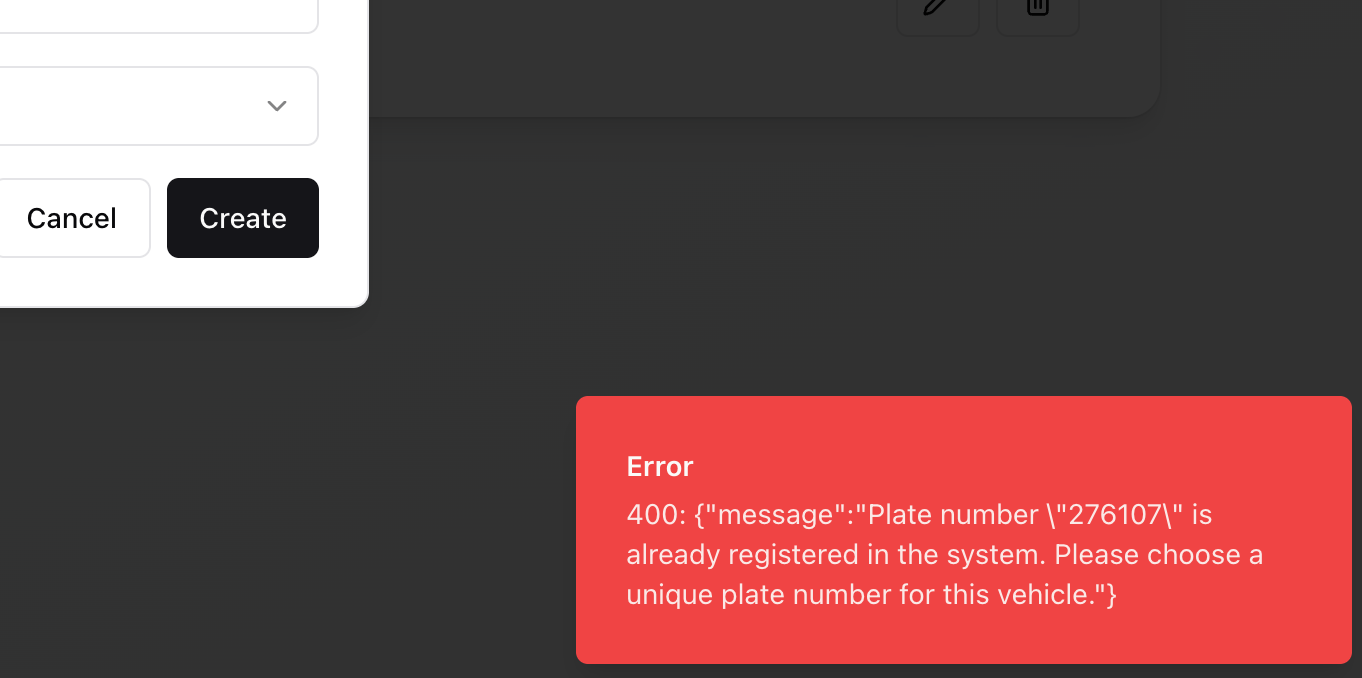 Cancel
Create
Error
400: {"message":"Plate number \"276107\" is
already registered in the system. Please choose a
unique plate number for this vehicle."}